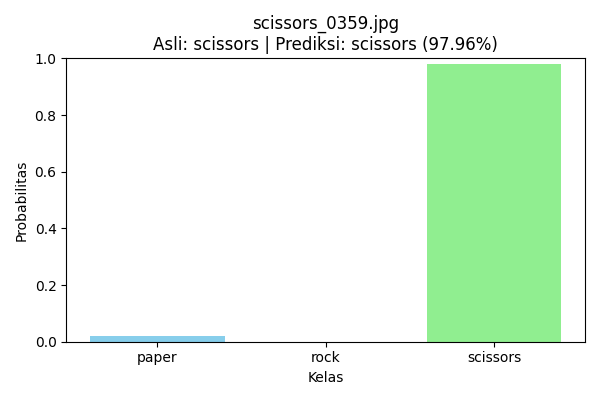 scissors_0359.jpg
Asli: scissors | Prediksi: scissors (97.96%)
1.0
0.8
0.6
0.4
0.2
0.0
Probabilitas
paper
rock
scissors
Kelas